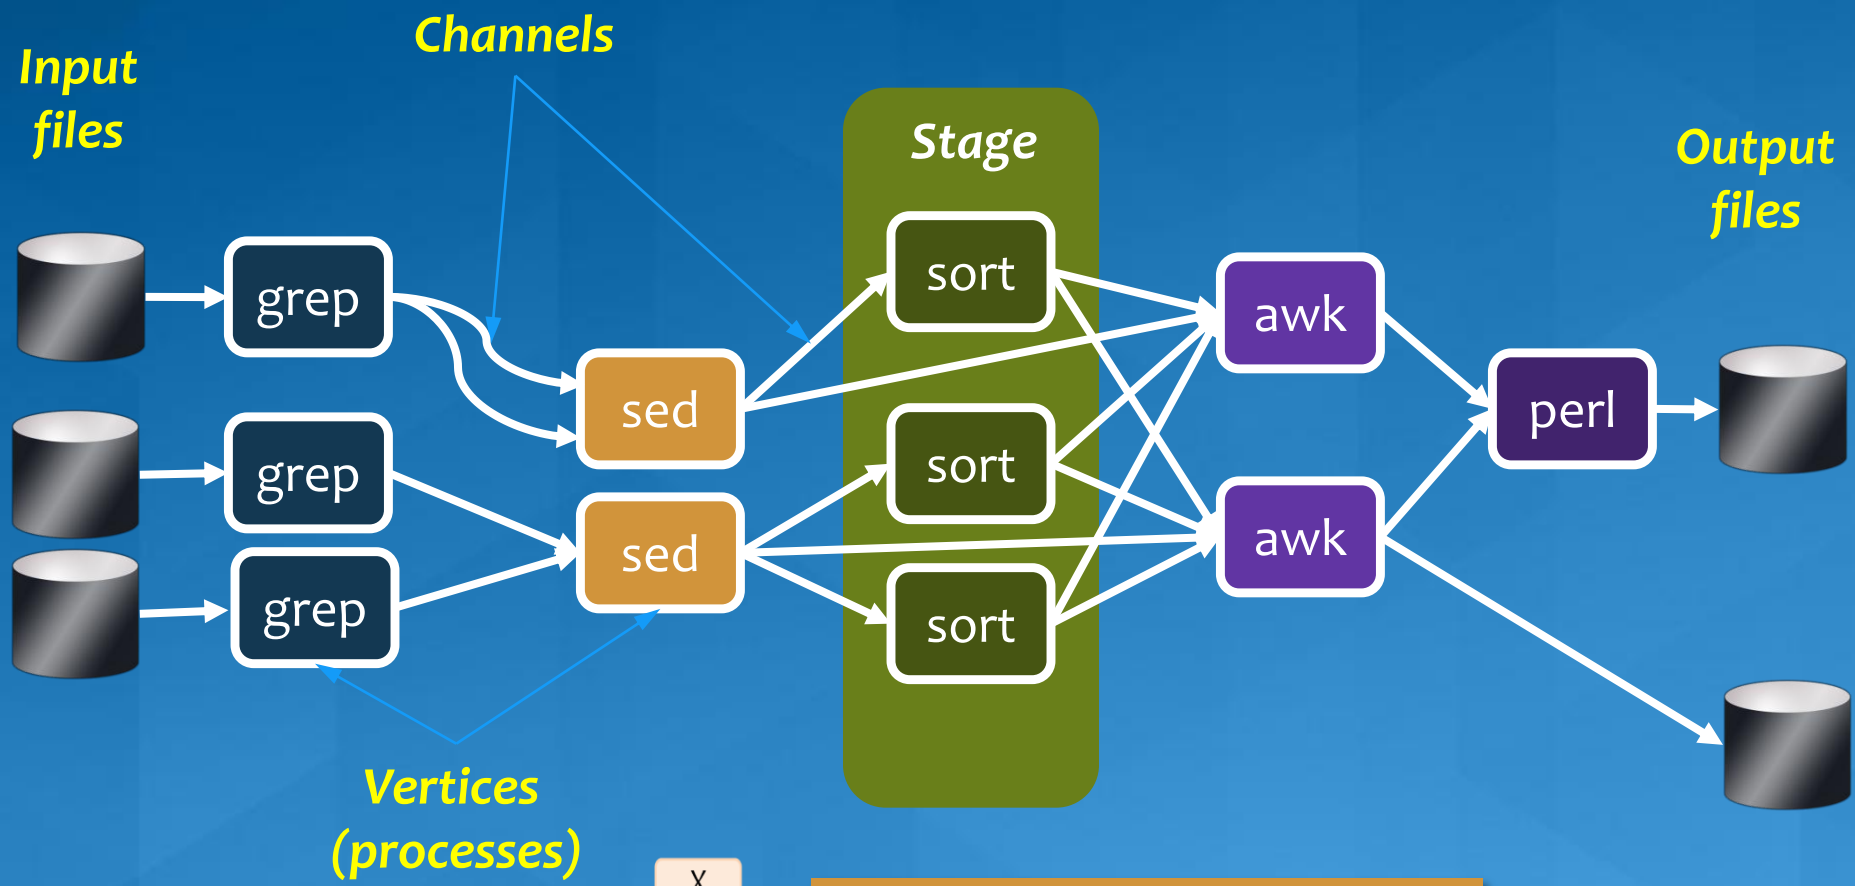 Channels
Input
files
Stage
Output
files
sort
grep
awk
sed
perl
sort
grep
awk
sed
grep
sort
Vertices
(processes)
X